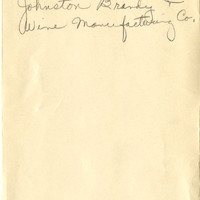 Johnston Brandy &
Wine Manufacturing Co.